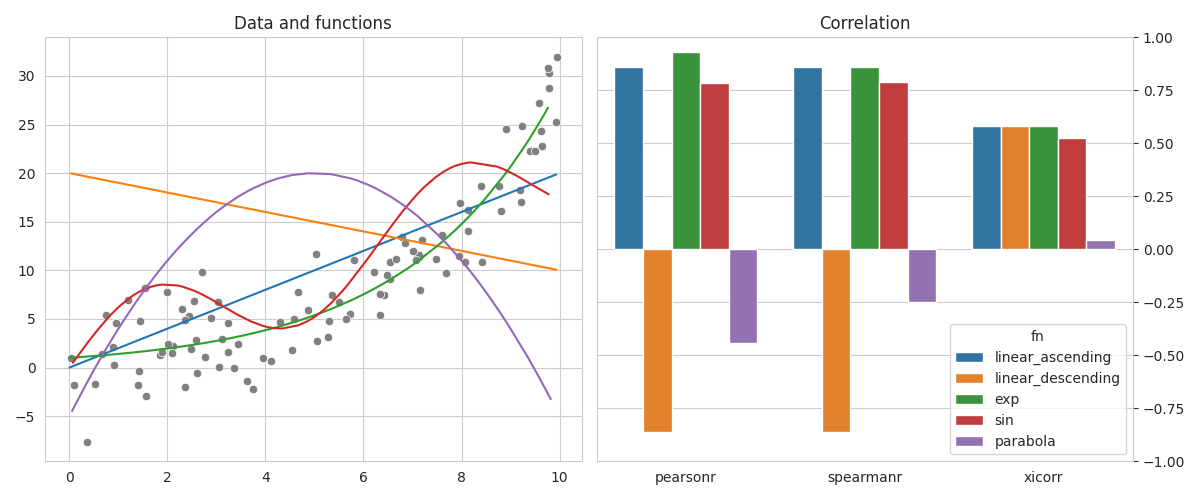 Data and functions
30
25
20
15
10
5
0
−5
0 2 4 6 8 10
Correlation
1.00
0.75
0.50
0.25
0.00
−0.25
−0.50
−0.75
−1.00
fn
linear_ascending
linear_descending
exp
sin
parabola
pearsonr spearmanr xicorr